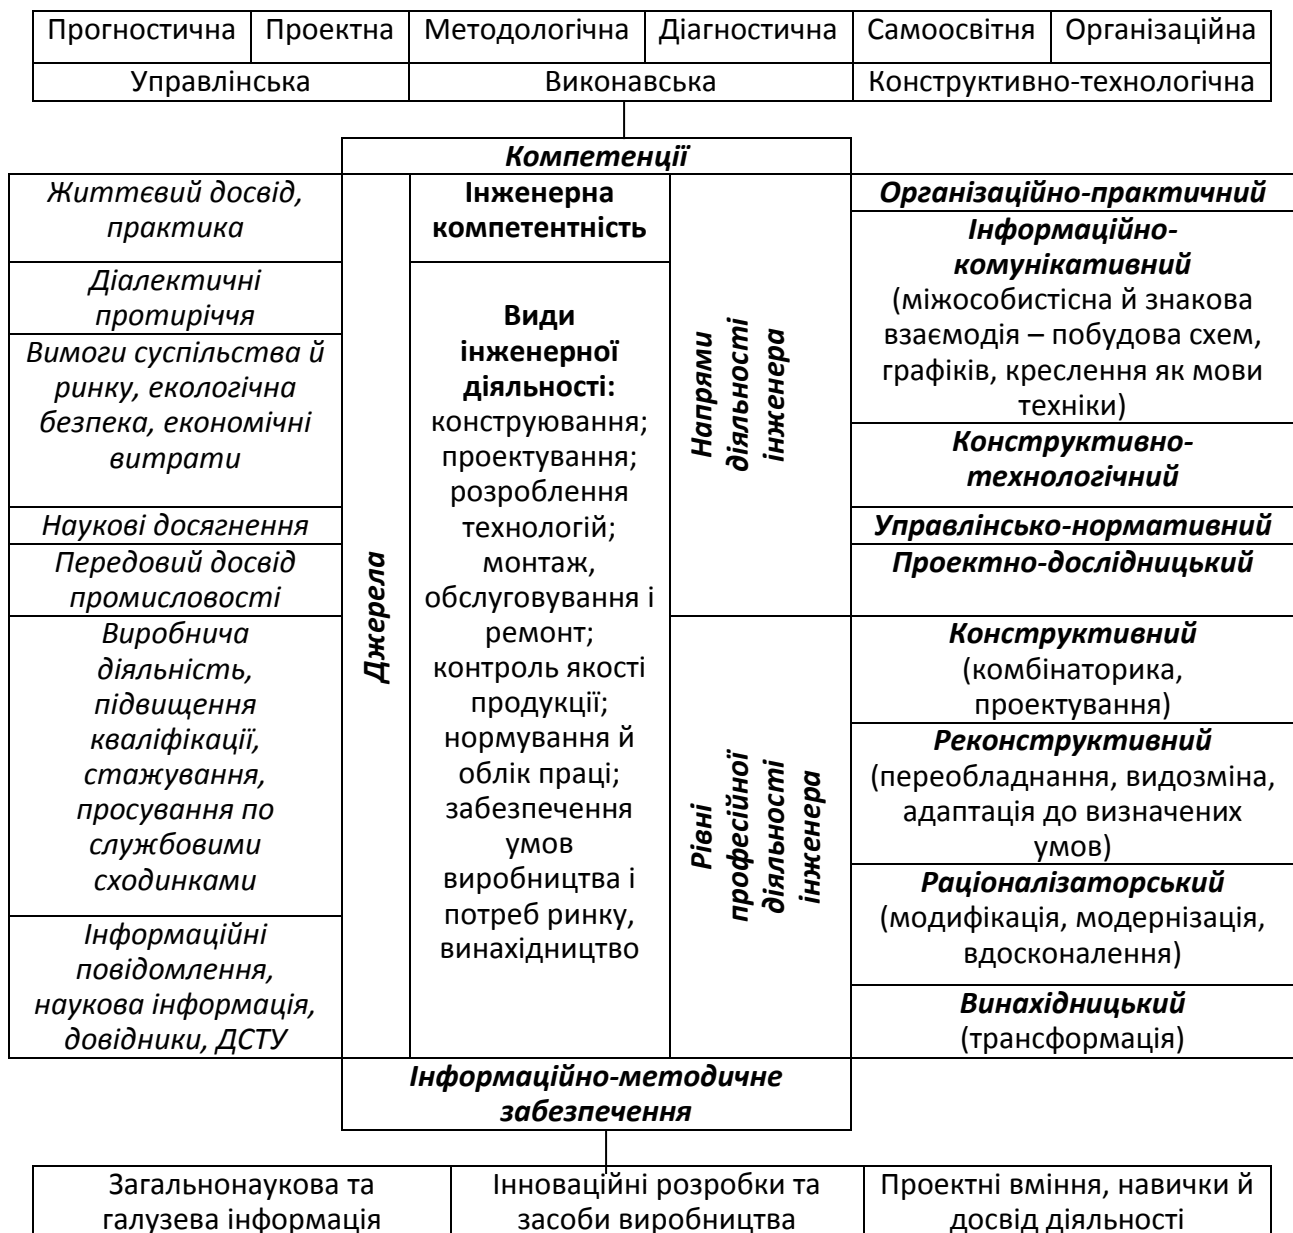 Прогностична
Проектна
Методологічна
Діагностична
Самоосвітня
Організаційна
Управлінська
Виконавська
Конструктивно-технологічна
Компетенції
Життєвий досвід,
практика
Діалектичні
протиріччя
Вимоги суспільства й
ринку, екологічна
безпека, економічні
витрати
Наукові досягнення
Передовий досвід
промисловості
Виробнича
діяльність,
підвищення
кваліфікації,
стажування,
просування по
службовими
сходинками
Інформаційні
повідомлення,
наукова інформація,
довідники, ДСТУ
Джерела
Інженерна
компетентність
Види
інженерної
діяльності:
конструювання;
проектування;
розроблення
технологій;
монтаж,
обслуговування і
ремонт;
контроль якості
продукції;
нормування й
облік праці;
забезпечення
умов
виробництва і
потреб ринку,
винахідництво
Напрями
діяльності
інженера
Організаційно-практичний
Інформаційно-
комунікативний
(міжособистісна й знакова
взаємодія – побудова схем,
графіків, креслення як мови
техніки)
Конструктивно-
технологічний
Управлінсько-нормативний
Проектно-дослідницький
Рівні
професійної
діяльності
інженера
Конструктивний
(комбінаторика,
проектування)
Реконструктивний
(переобладнання, видозміна,
адаптація до визначених
умов)
Раціоналізаторський
(модифікація, модернізація,
вдосконалення)
Винахідницький
(трансформація)
Інформаційно-методичне
забезпечення
Загальнонаукова та
галузева інформація
Інноваційні розробки та
засоби виробництва
Проектні вміння, навички й
досвід діяльності